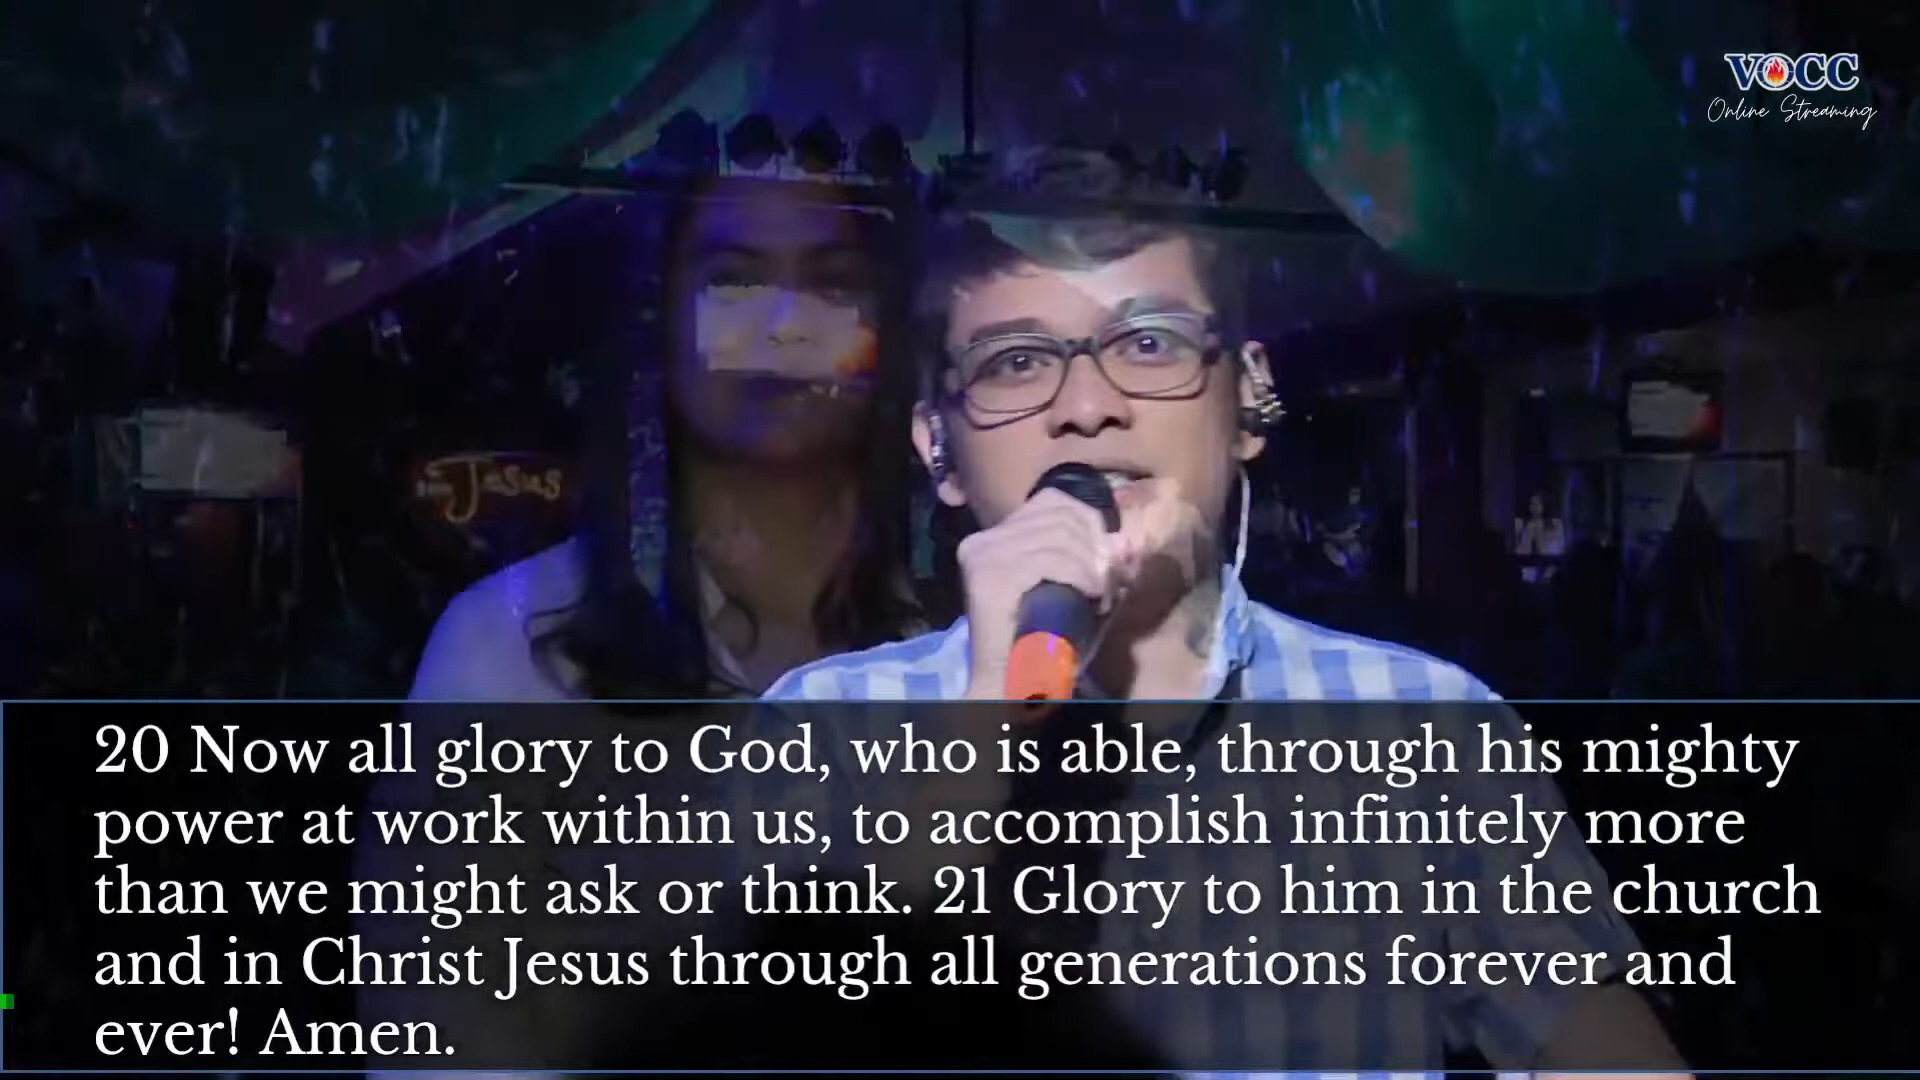 VOCC
Online Streaming
Jesus
20 Now all glory to God, who is able, through his mighty
power at work within us, to accomplish infinitely more
than we might ask or think. 21 Glory to him in the church
and in Christ Jesus through all generations forever and
ever! Amen.